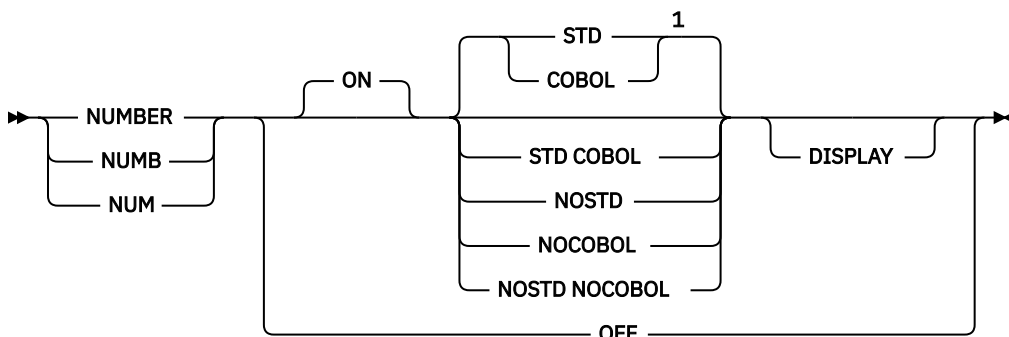 1
STD
COBOL
ON
NUMBER
NUMB
NUM
STD COBOL
NOSTD
NOCOBOL
NOSTD NOCOBOL
DISPLAY
OFF